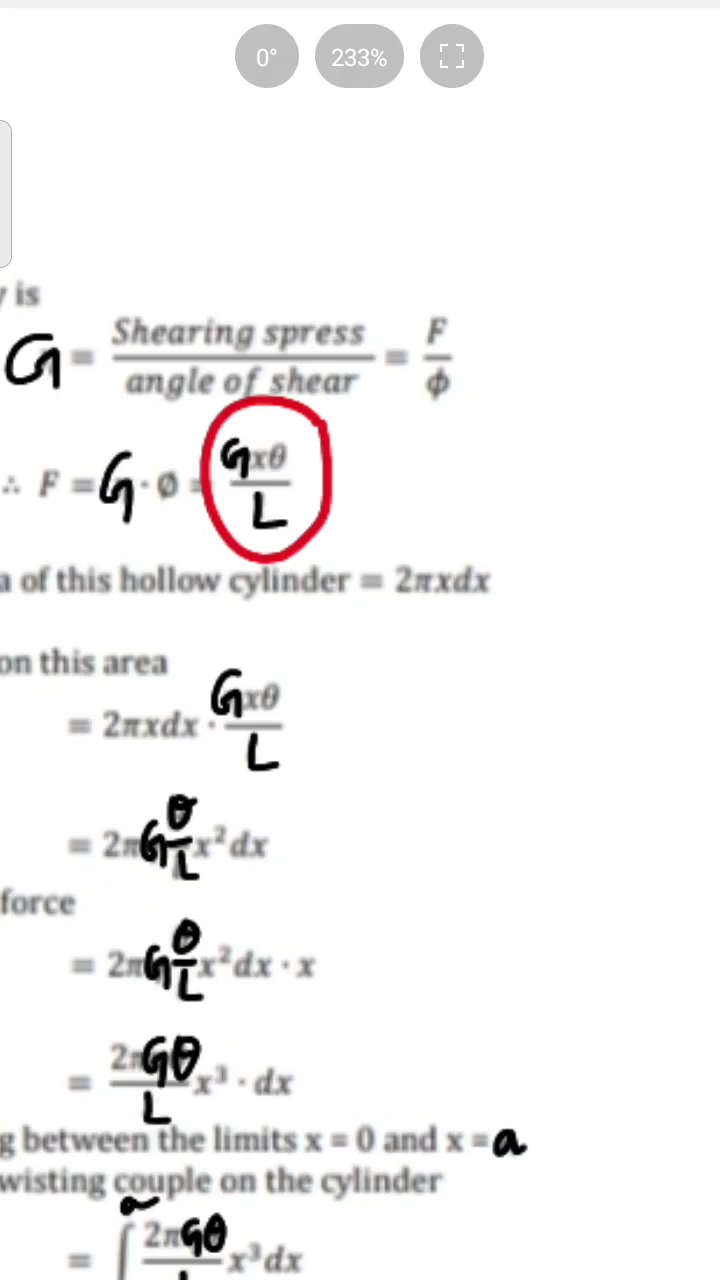 0° 233%
y is
G = Shearing spress / angle of shear = F / ϕ
∴ F = G · Ø = Gxθ / L
a of this hollow cylinder = 2πxdx
on this area
= 2πxdx · Gxθ / L
= 2πG θ/L x² dx
force
= 2πG θ/L x² dx · x
= 2πGθ / L x³ · dx
g between the limits x = 0 and x = a
wisting couple on the cylinder
= ∫ a 2πGθ / L x³ dx